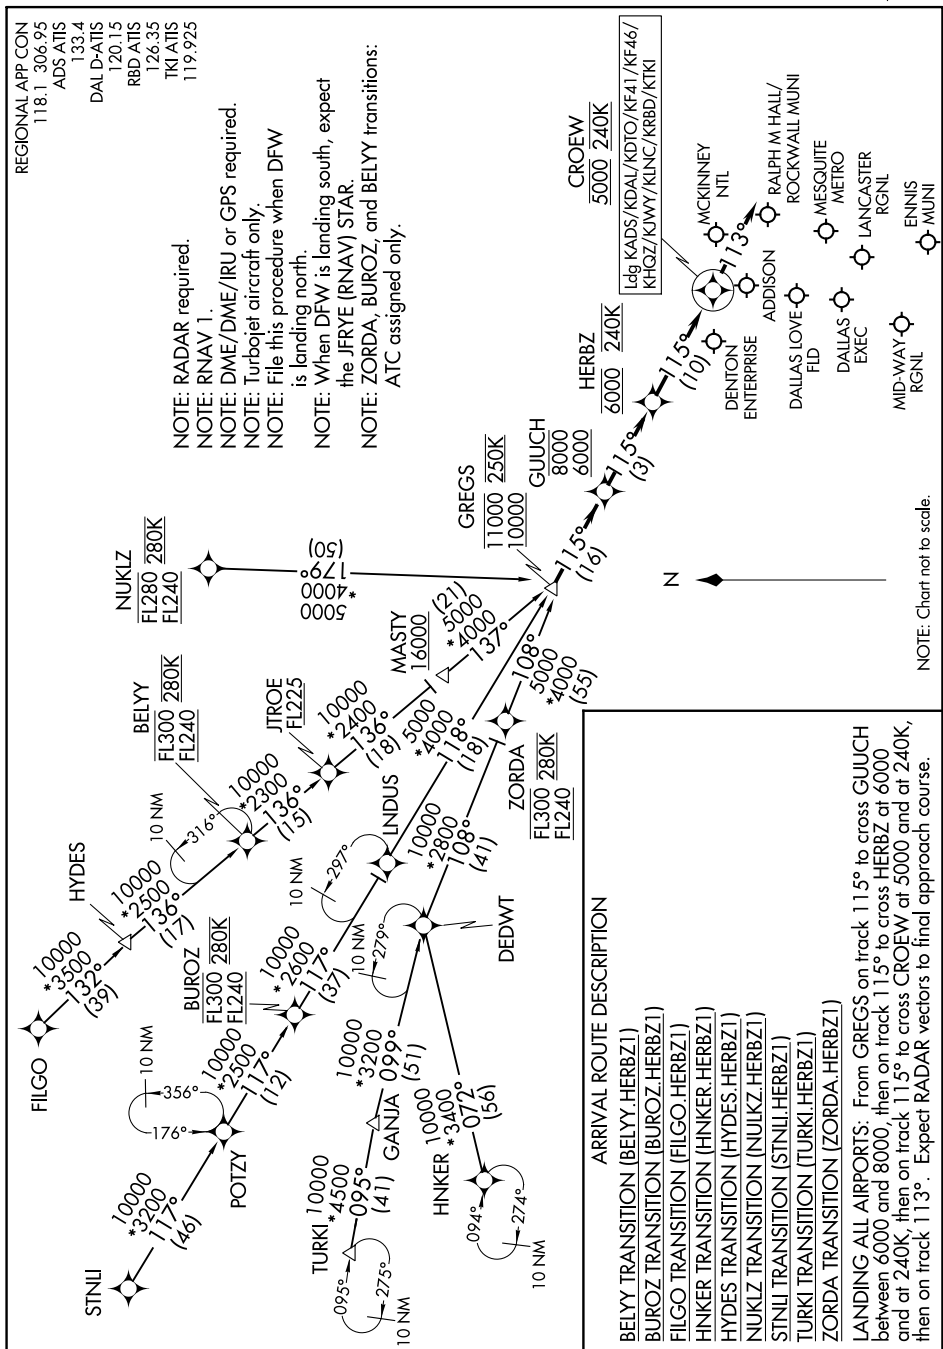 REGIONAL APP CON
118.1 306.95
ADS ATIS
133.4
DAL D-ATIS
120.15
RBD ATIS
126.35
TKI ATIS
119.925
NOTE: RADAR required.
NOTE: RNAV 1.
NOTE: DME/DME/IRU or GPS required.
NOTE: Turbojet aircraft only.
NOTE: File this procedure when DFW
is landing north.
NOTE: When DFW is landing south, expect
the JFRYE (RNAV) STAR.
NOTE: ZORDA, BUROZ, and BELYY transitions:
ATC assigned only.
FILGO
10000
*3500
132°
(39)
HYDES
10000
*2500
136°
(17)
10 NM
316°
BELYY
FL300 280K
FL240
10000
*2300
136°
(15)
JTROE
FL225
10000
*2400
136°
(18)
MASTY
16000
(21)
5000
*4000
137°
NUKLZ
FL280 280K
FL240
5000
*4000
179°
(50)
GREGS
11000 250K
10000
115°
(16)
GUUCH
8000
6000
115°
(3)
HERBZ
6000 240K
115°
(10)
CROEW
5000 240K
Ldg KADS/KDAL/KDTO/KF41/KF46/
KHQZ/KJWY/KLNC/KRBD/KTKI
113°
MCKINNEY
NTL
RALPH M HALL/
ROCKWALL MUNI
DENTON
ENTERPRISE
ADDISON
MESQUITE
METRO
DALLAS LOVE
FLD
LANCASTER
RGNL
DALLAS
EXEC
ENNIS
MUNI
MID-WAY
RGNL
STNLI
10000
*3200
117°
(46)
10 NM
356°
176°
POTZY
10000
*2500
117°
(12)
BUROZ
FL300 280K
FL240
10000
*2600
117°
(37)
10 NM
297°
LNDUS
5000
*4000
118°
(18)
TURKI
10000
*4500
095°
(41)
095°
275°
10 NM
GANJA
10000
*3200
099°
(51)
10 NM
279°
HNKER
10000
*3400
072°
(56)
094°
274°
10 NM
DEDWT
10000
*2800
108°
(41)
ZORDA
FL300 280K
FL240
108°
5000
*4000
(55)
N
NOTE: Chart not to scale.
ARRIVAL ROUTE DESCRIPTION
BELYY TRANSITION (BELYY.HERBZ1)
BUROZ TRANSITION (BUROZ.HERBZ1)
FILGO TRANSITION (FILGO.HERBZ1)
HNKER TRANSITION (HNKER.HERBZ1)
HYDES TRANSITION (HYDES.HERBZ1)
NUKLZ TRANSITION (NULKZ.HERBZ1)
STNLI TRANSITION (STNLI.HERBZ1)
TURKI TRANSITION (TURKI.HERBZ1)
ZORDA TRANSITION (ZORDA.HERBZ1)
LANDING ALL AIRPORTS: From GREGS on track 115° to cross GUUCH
between 6000 and 8000, then on track 115° to cross HERBZ at 6000
and at 240K, then on track 115° to cross CROEW at 5000 and at 240K,
then on track 113°. Expect RADAR vectors to final approach course.